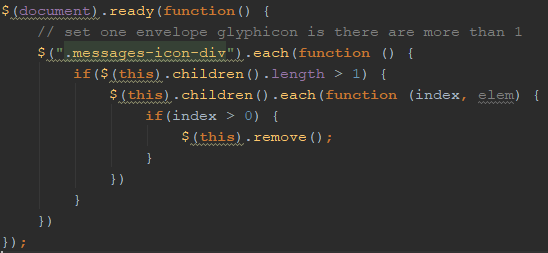 $(document).ready(function() {
    // set one envelope glyphicon is there are more than 1
    $(".messages-icon-div").each(function () {
        if($(this).children().length > 1) {
            $(this).children().each(function (index, elem) {
                if(index > 0) {
                    $(this).remove();
                }
            })
        }
    })
});